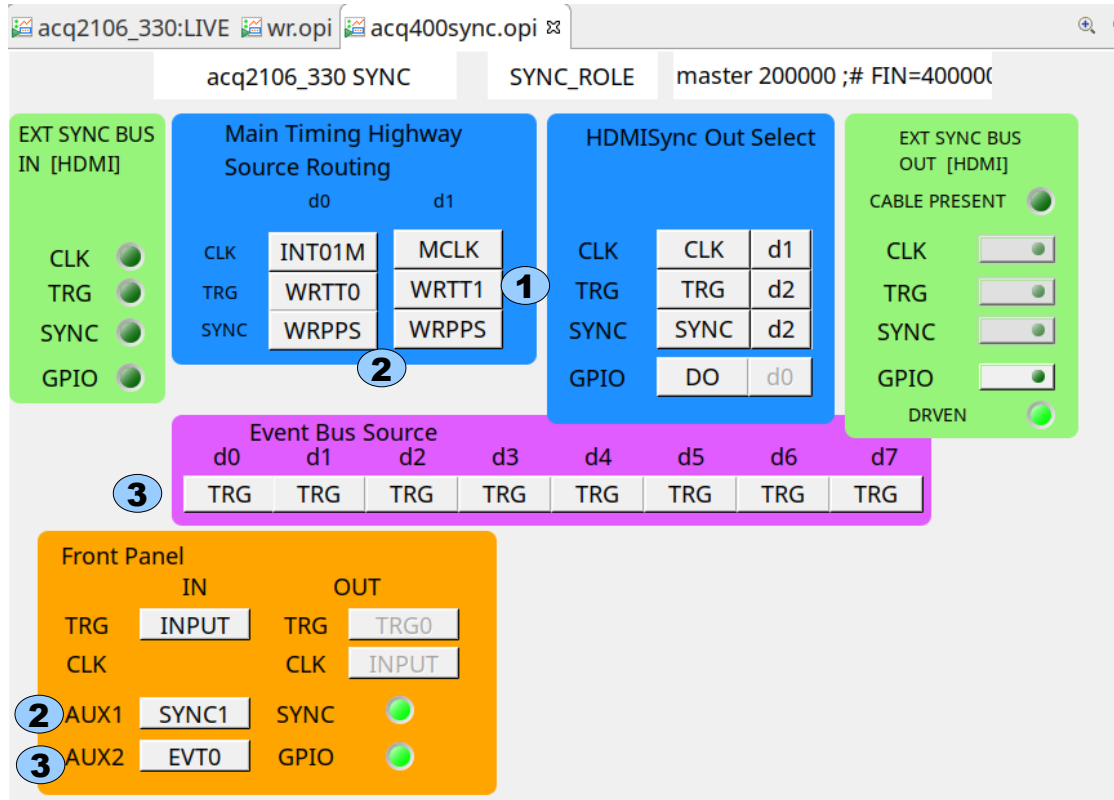 acq2106_330:LIVE wr.opi acq400sync.opi
acq2106_330 SYNC SYNC_ROLE master 200000 ;# FIN=400000
EXT SYNC BUS
IN [HDMI]
CLK
TRG
SYNC
GPIO
Main Timing Highway
Source Routing
d0 d1
CLK INT01M MCLK
TRG WRTT0 WRTT1 1
SYNC WRPPS WRPPS
2
HDMISync Out Select
CLK CLK d1
TRG TRG d2
SYNC SYNC d2
GPIO DO d0
EXT SYNC BUS
OUT [HDMI]
CABLE PRESENT
CLK
TRG
SYNC
GPIO
DRVEN
Event Bus Source
d0 d1 d2 d3 d4 d5 d6 d7
3 TRG TRG TRG TRG TRG TRG TRG TRG
Front Panel
IN OUT
TRG INPUT TRG TRG0
CLK CLK INPUT
2 AUX1 SYNC1 SYNC
3 AUX2 EVT0 GPIO